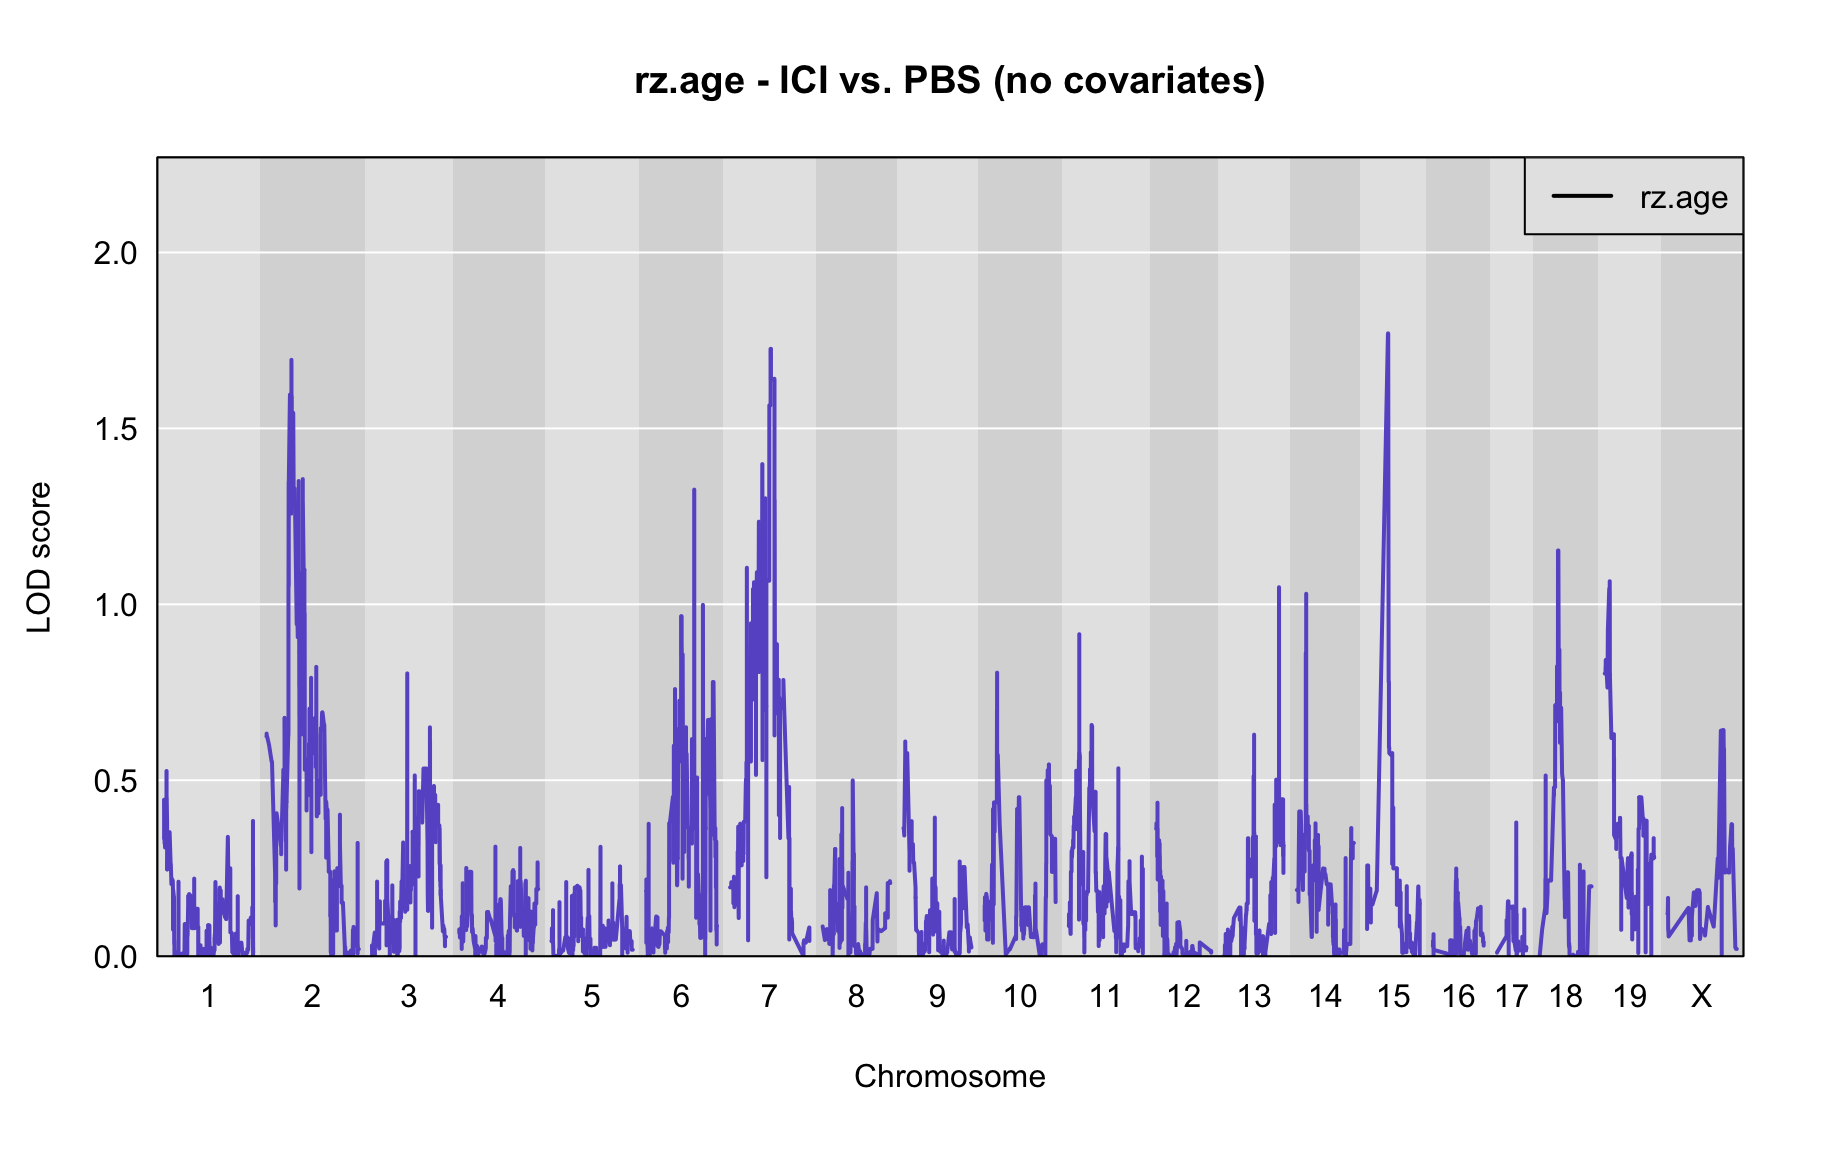 rz.age - ICI vs. PBS (no covariates)
rz.age
2.0
1.5
1.0
0.5
0.0
LOD score
1 2 3 4 5 6 7 8 9 10 11 12 13 14 15 16 17 18 19 X
Chromosome